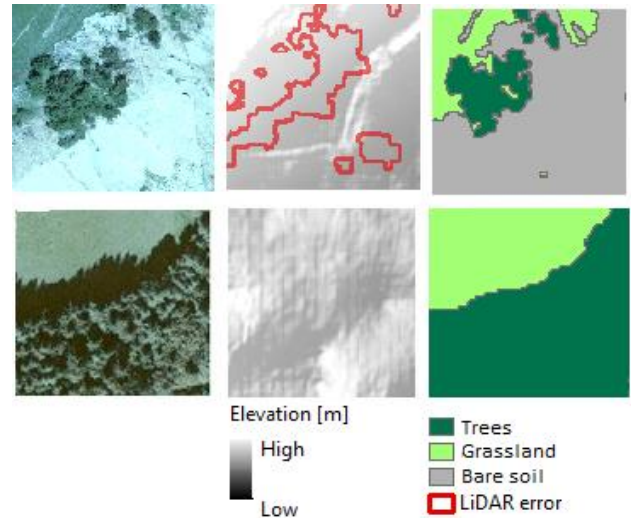 Elevation [m]
High
Low
Trees
Grassland
Bare soil
LiDAR error